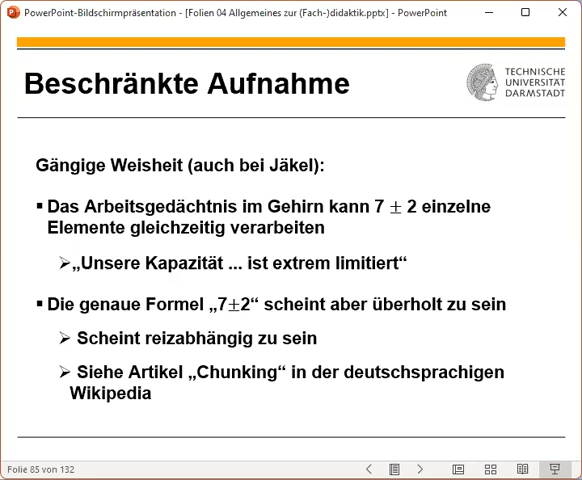 PowerPoint-Bildschirmpräsentation - [Folien 04 Allgemeines zur (Fach-)didaktik.pptx] - PowerPoint
Beschränkte Aufnahme
TECHNISCHE
UNIVERSITÄT
DARMSTADT
Gängige Weisheit (auch bei Jäkel):
▪ Das Arbeitsgedächtnis im Gehirn kann 7 ± 2 einzelne
Elemente gleichzeitig verarbeiten
➢„Unsere Kapazität ... ist extrem limitiert“
▪ Die genaue Formel „7±2“ scheint aber überholt zu sein
➢ Scheint reizabhängig zu sein
➢ Siehe Artikel „Chunking“ in der deutschsprachigen
Wikipedia
Folie 85 von 132